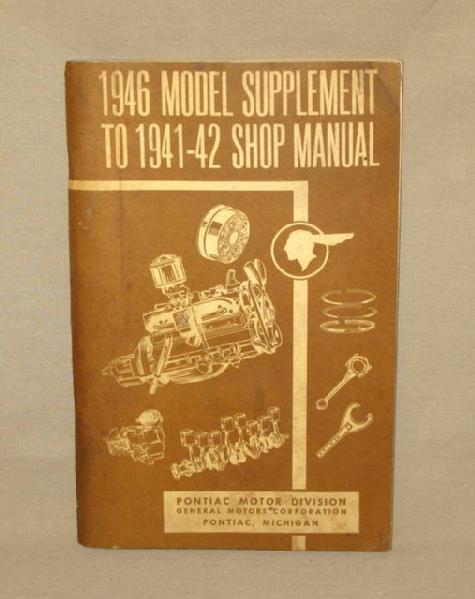 1946 MODEL SUPPLEMENT
TO 1941-42 SHOP MANUAL
PONTIAC MOTOR DIVISION
GENERAL MOTORS CORPORATION
PONTIAC, MICHIGAN